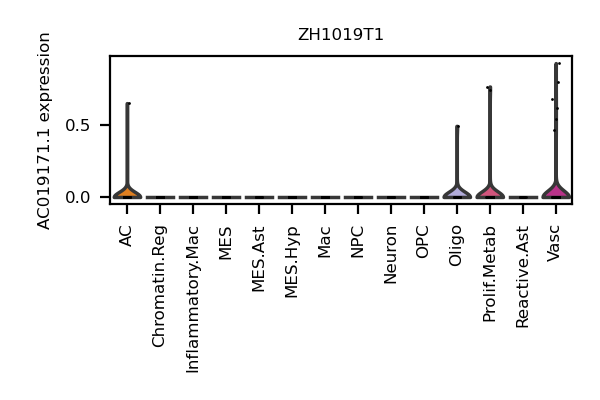 ZH1019T1
AC019171.1 expression
0.5
0.0
AC
Chromatin.Reg
Inflammatory.Mac
MES
MES.Ast
MES.Hyp
Mac
NPC
Neuron
OPC
Oligo
Prolif.Metab
Reactive.Ast
Vasc